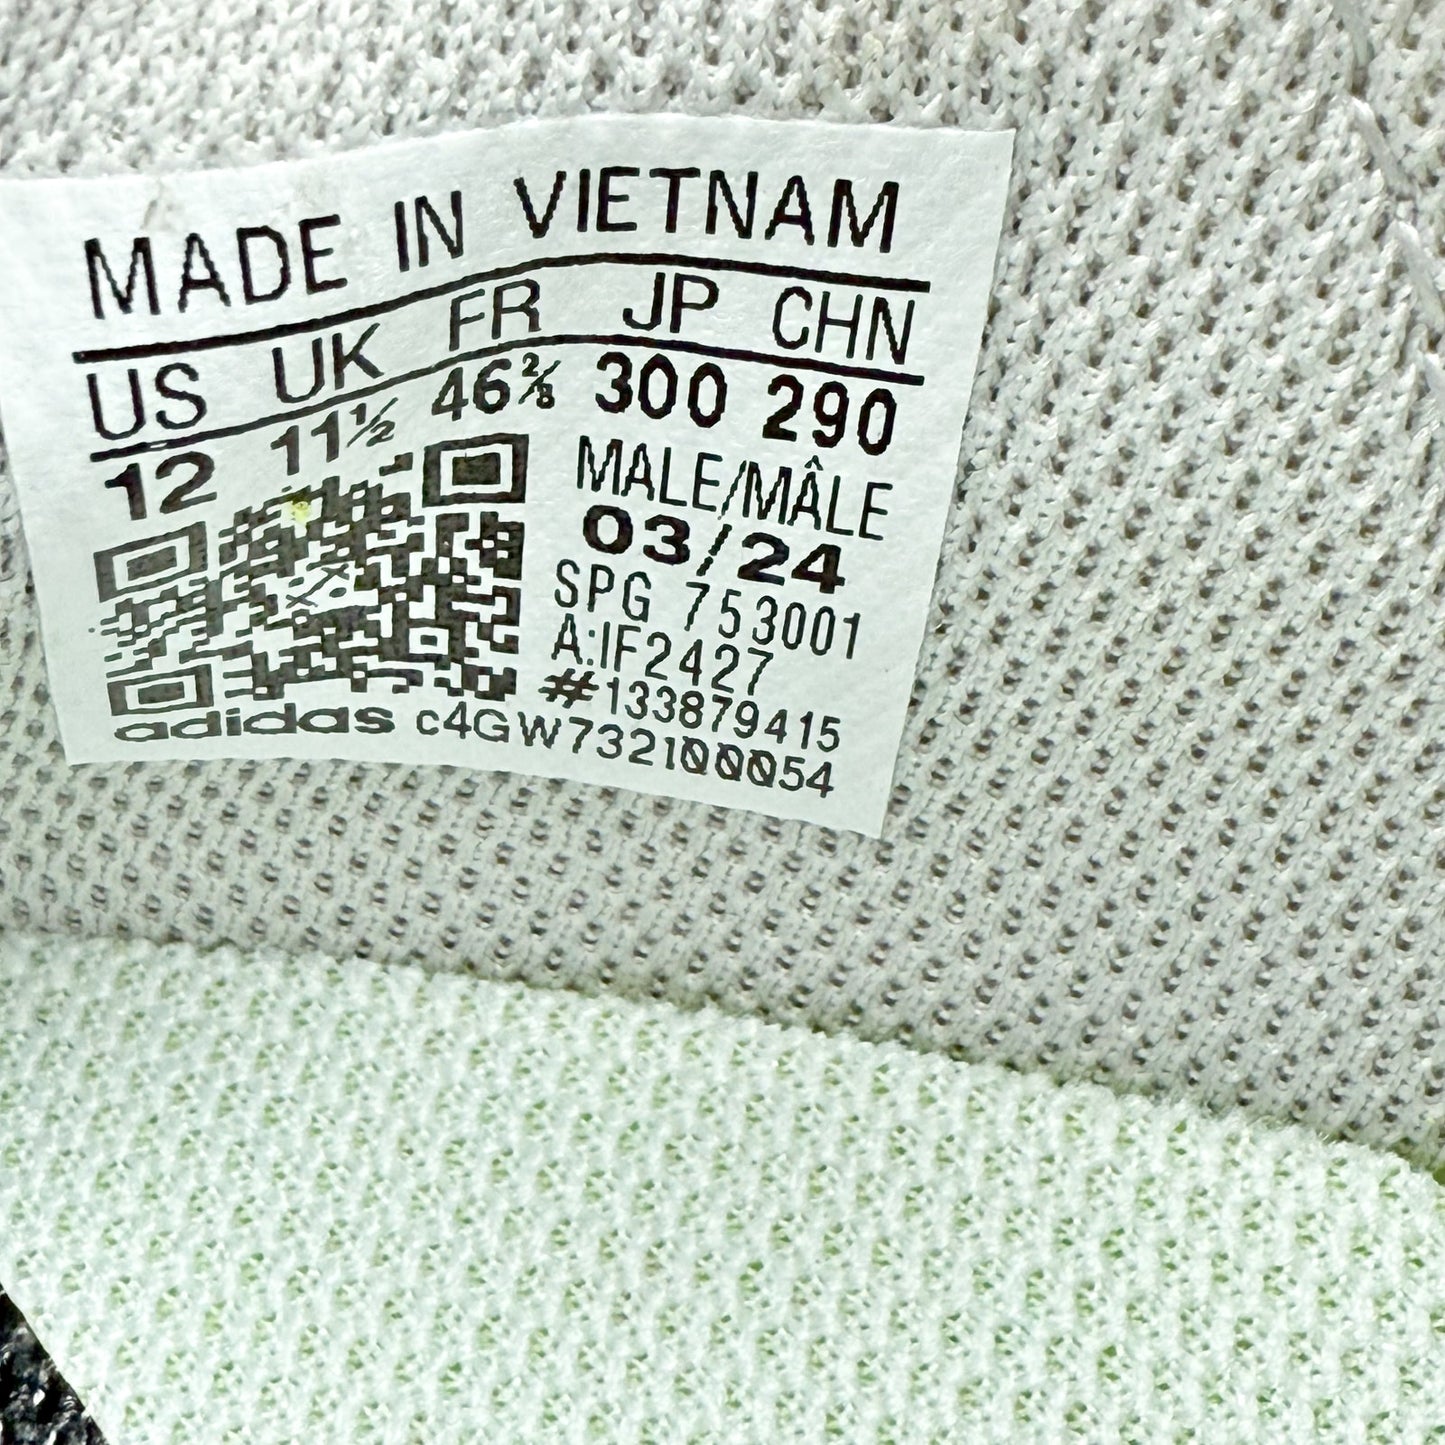 MADE IN VIETNAM
US UK FR JP CHN
12 11½ 46⅔ 300 290
MALE/MÂLE
03/24
SPG 753001
A:IF2427
#133879415
adidas c4GW732100054